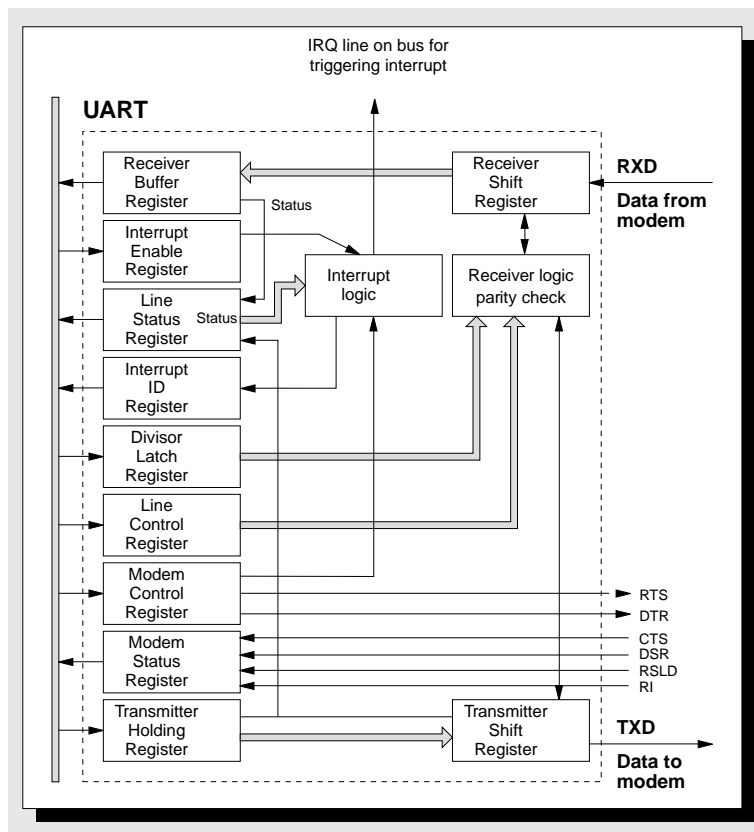 IRQ line on bus for
triggering interrupt
UART
Receiver
Buffer
Register
Receiver
Shift
Register
RXD
Data from
modem
Status
Interrupt
Enable
Register
Interrupt
logic
Receiver logic
parity check
Line
Status
Register
Status
Interrupt
ID
Register
Divisor
Latch
Register
Line
Control
Register
Modem
Control
Register
RTS
DTR
Modem
Status
Register
CTS
DSR
RSLD
RI
Transmitter
Holding
Register
Transmitter
Shift
Register
TXD
Data to
modem